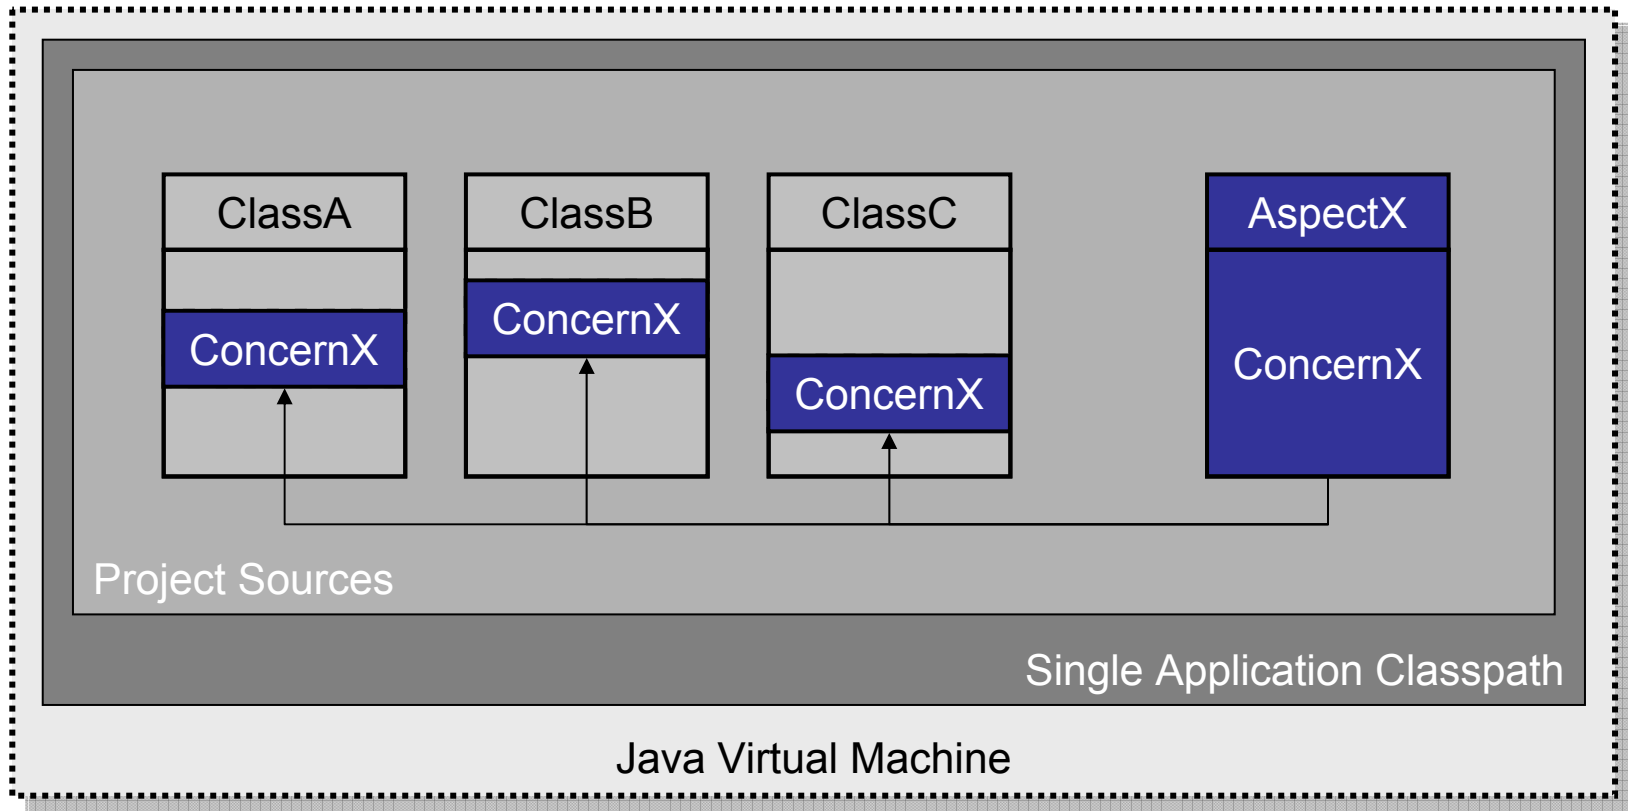 ClassA
ClassB
ClassC
AspectX
ConcernX
ConcernX
ConcernX
ConcernX
Project Sources
Single Application Classpath
Java Virtual Machine